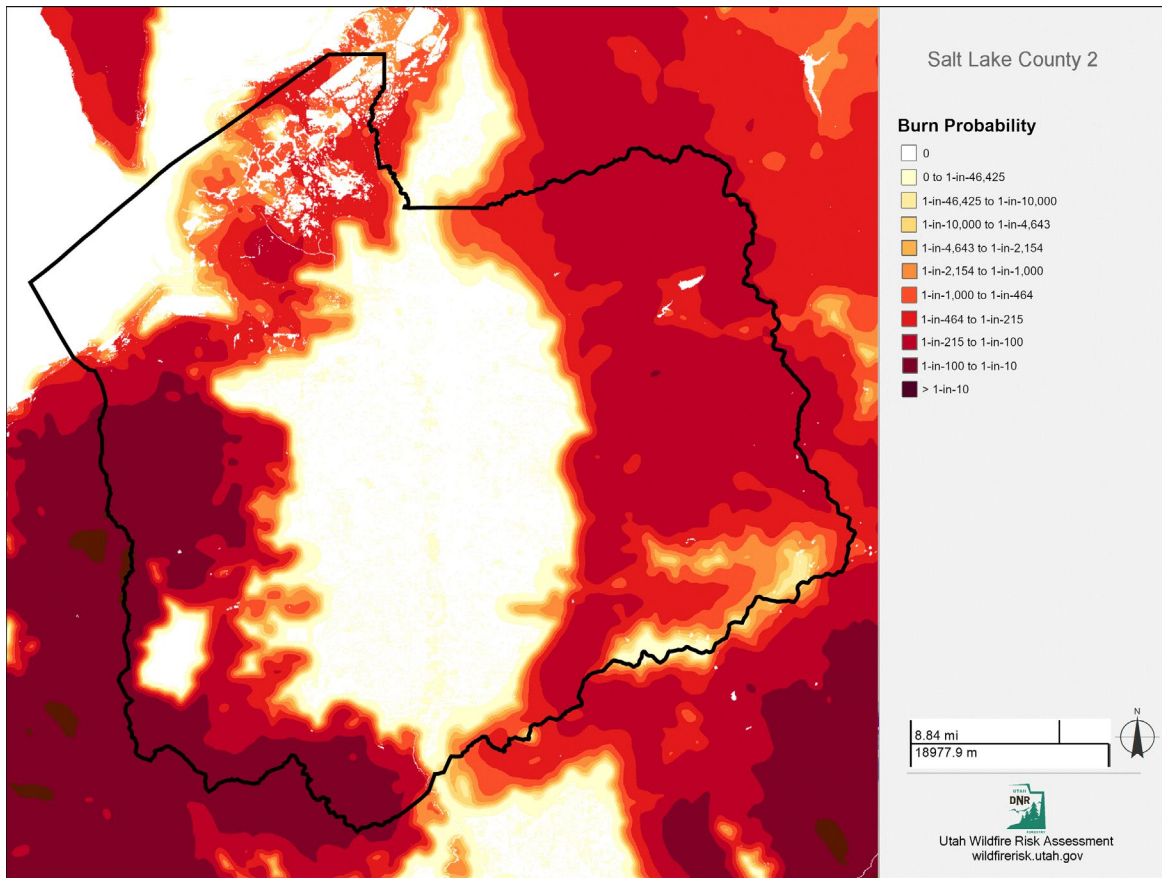 Salt Lake County 2
Burn Probability
0
0 to 1-in-46,425
1-in-46,425 to 1-in-10,000
1-in-10,000 to 1-in-4,643
1-in-4,643 to 1-in-2,154
1-in-2,154 to 1-in-1,000
1-in-1,000 to 1-in-464
1-in-464 to 1-in-215
1-in-215 to 1-in-100
1-in-100 to 1-in-10
> 1-in-10
N
8.84 mi
18977.9 m
UTAH
DNR
FORESTRY
Utah Wildfire Risk Assessment
wildfirerisk.utah.gov